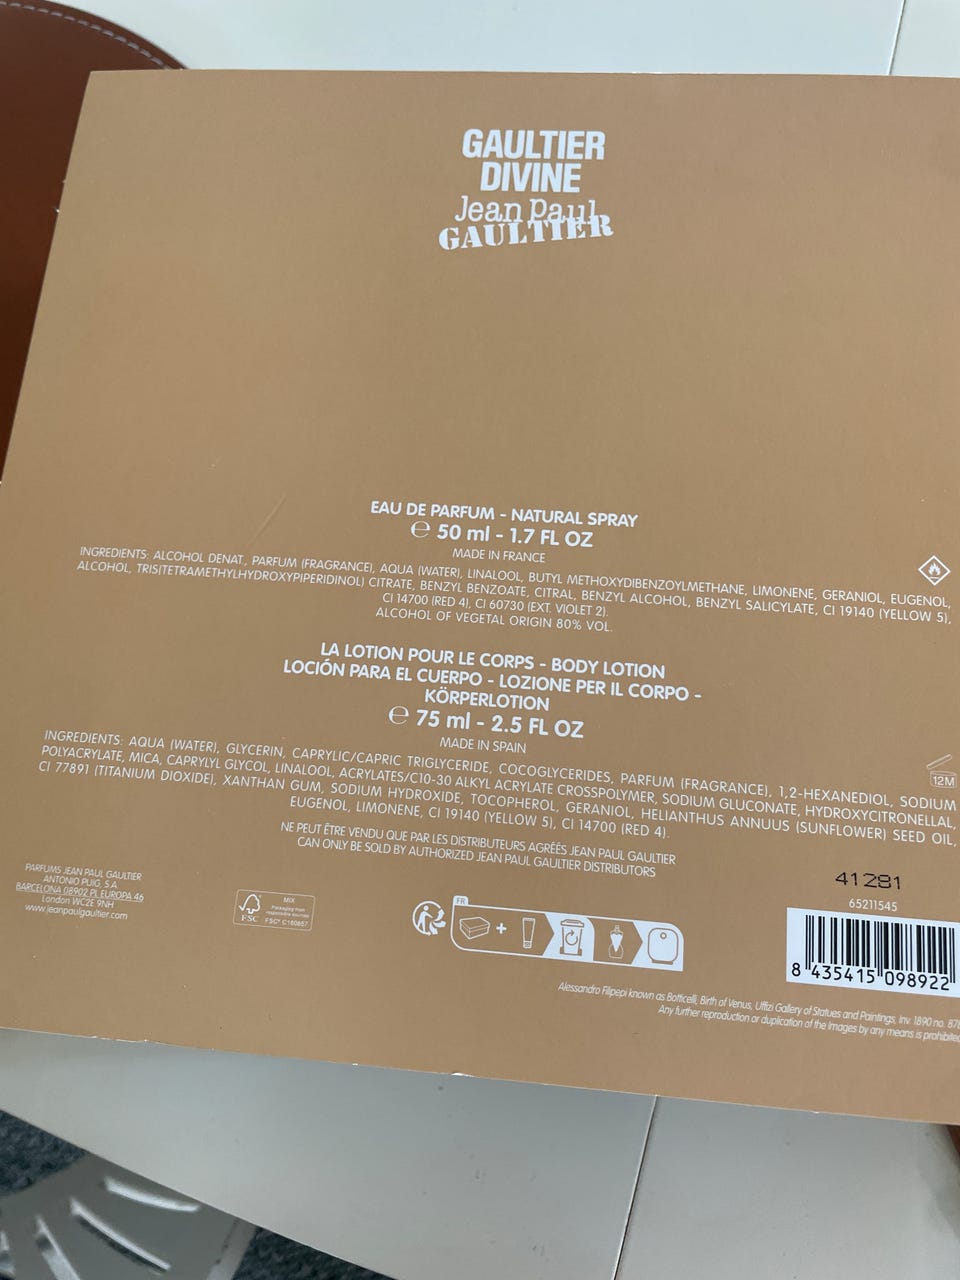 GAULTIER
DIVINE
Jean Paul
GAULTIER
EAU DE PARFUM - NATURAL SPRAY
℮ 50 ml - 1.7 FL OZ
MADE IN FRANCE
INGREDIENTS: ALCOHOL DENAT., PARFUM (FRAGRANCE), AQUA (WATER), LINALOOL, BUTYL METHOXYDIBENZOYLMETHANE, LIMONENE, GERANIOL, EUGENOL,
ALCOHOL, TRIS(TETRAMETHYLHYDROXYPIPERIDINOL) CITRATE, BENZYL BENZOATE, CITRAL, BENZYL ALCOHOL, BENZYL SALICYLATE, CI 19140 (YELLOW 5),
CI 14700 (RED 4), CI 60730 (EXT. VIOLET 2).
ALCOHOL OF VEGETAL ORIGIN 80% VOL.
LA LOTION POUR LE CORPS - BODY LOTION
LOCIÓN PARA EL CUERPO - LOZIONE PER IL CORPO -
KÖRPERLOTION
℮ 75 ml - 2.5 FL OZ
MADE IN SPAIN
INGREDIENTS: AQUA (WATER), GLYCERIN, CAPRYLIC/CAPRIC TRIGLYCERIDE, COCOGLYCERIDES, PARFUM (FRAGRANCE), 1,2-HEXANEDIOL, SODIUM
POLYACRYLATE, MICA, CAPRYLYL GLYCOL, LINALOOL, ACRYLATES/C10-30 ALKYL ACRYLATE CROSSPOLYMER, SODIUM GLUCONATE, HYDROXYCITRONELLAL,
CI 77891 (TITANIUM DIOXIDE), XANTHAN GUM, SODIUM HYDROXIDE, TOCOPHEROL, GERANIOL, HELIANTHUS ANNUUS (SUNFLOWER) SEED OIL,
EUGENOL, LIMONENE, CI 19140 (YELLOW 5), CI 14700 (RED 4).
12M
NE PEUT ÊTRE VENDU QUE PAR LES DISTRIBUTEURS AGRÉÉS JEAN PAUL GAULTIER
CAN ONLY BE SOLD BY AUTHORIZED JEAN PAUL GAULTIER DISTRIBUTORS
PARFUMS JEAN PAUL GAULTIER
ANTONIO PUIG, S.A.
BARCELONA 08902 PL EUROPA 46
London WC2E 9NH
www.jeanpaulgaultier.com
FSC
MIX
Packaging from
responsible sources
FSC® C160857
FR
+
41281
65211545
8 435415 098922
Alessandro Filipepi known as Botticelli, Birth of Venus, Uffizi Gallery of Statues and Paintings, Inv. 1890 no. 878
Any further reproduction or duplication of the images by any means is prohibited